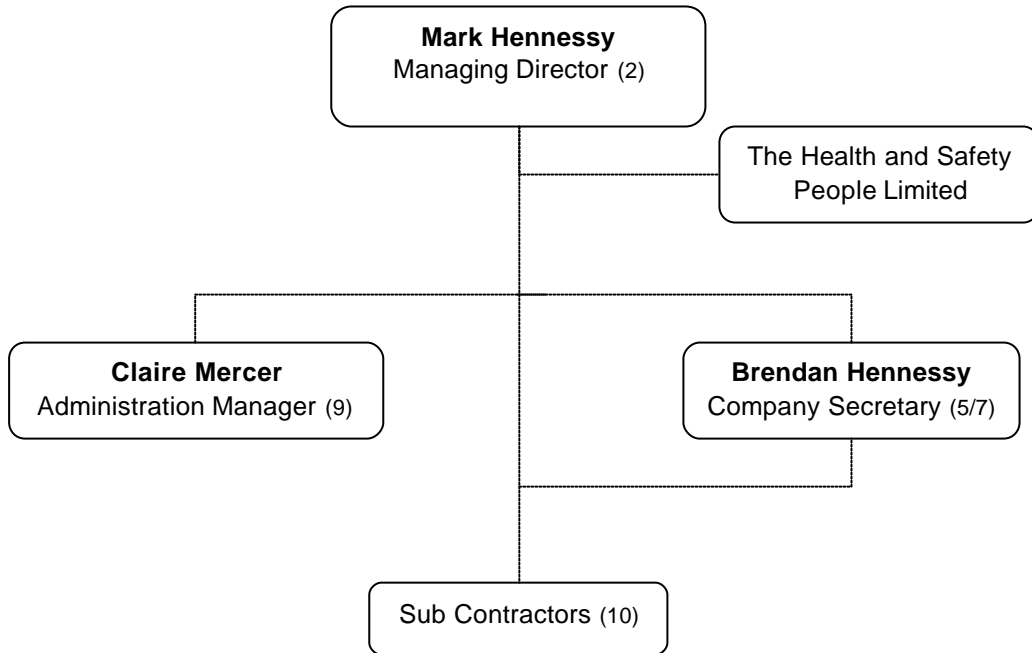 Mark Hennessy
Managing Director (2)
The Health and Safety
People Limited
Claire Mercer
Administration Manager (9)
Brendan Hennessy
Company Secretary (5/7)
Sub Contractors (10)